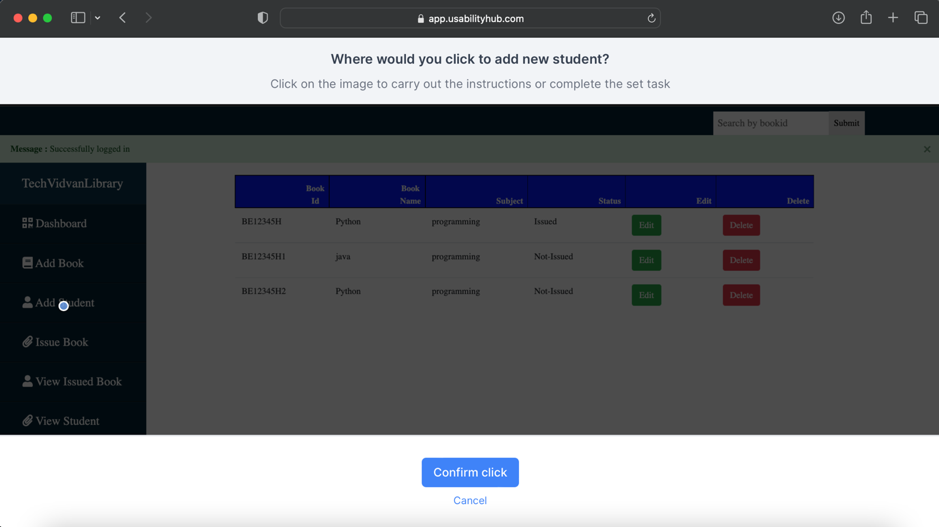 app.usabilityhub.com
Where would you click to add new student?
Click on the image to carry out the instructions or complete the set task
Search by bookid Submit
Message : Successfully logged in ×
TechVidvanLibrary
Dashboard
Add Book
Add Student
Issue Book
View Issued Book
View Student
Book Id Book Name Subject Status Edit Delete
BE12345H Python programming Issued Edit Delete
BE12345H1 java programming Not-Issued Edit Delete
BE12345H2 Python programming Not-Issued Edit Delete
Confirm click
Cancel